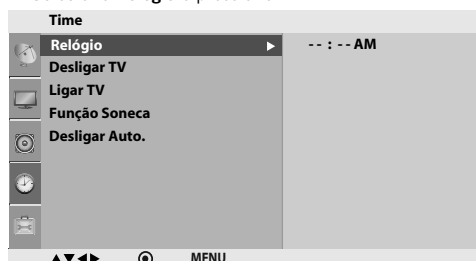 Time
Relógio -- : -- AM
Desligar TV
Ligar TV
Função Soneca
Desligar Auto.
MENU